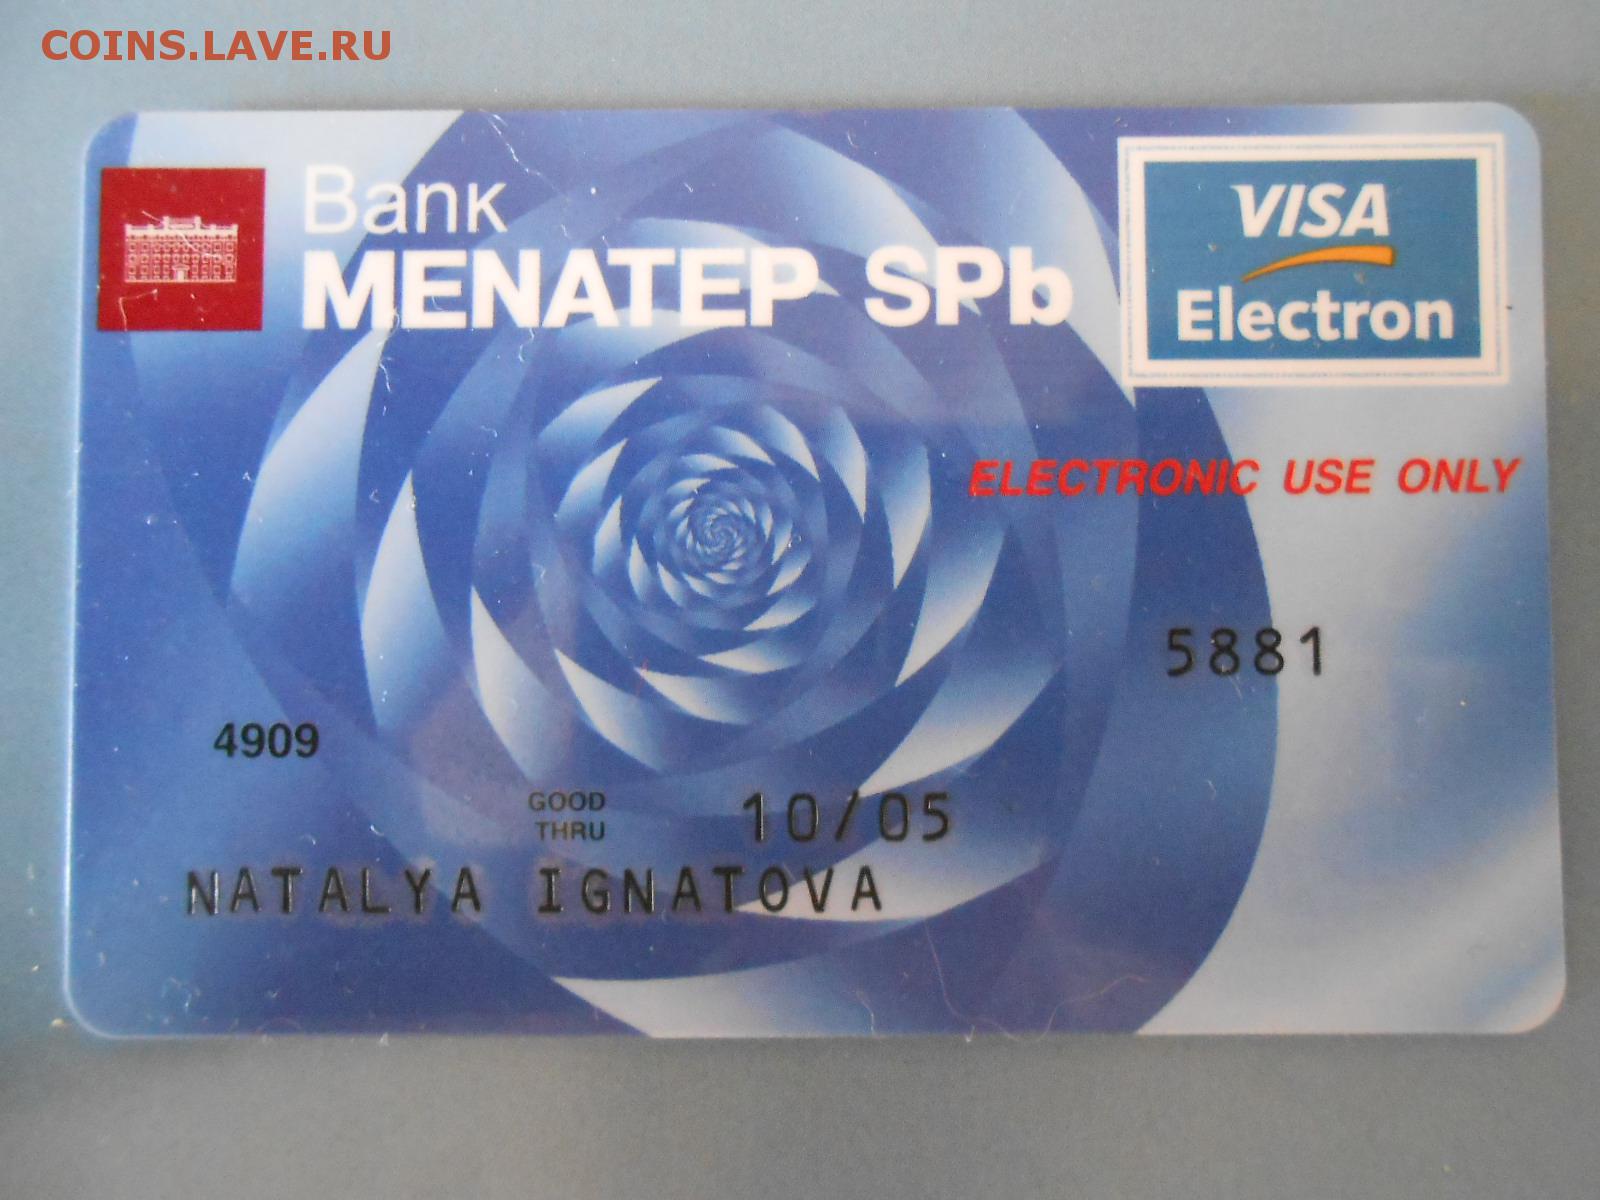 COINS.LAVE.RU
Bank
MENATEP SPb
VISA
Electron
ELECTRONIC USE ONLY
5881
4909
GOOD
THRU
10/05
NATALYA IGNATOVA